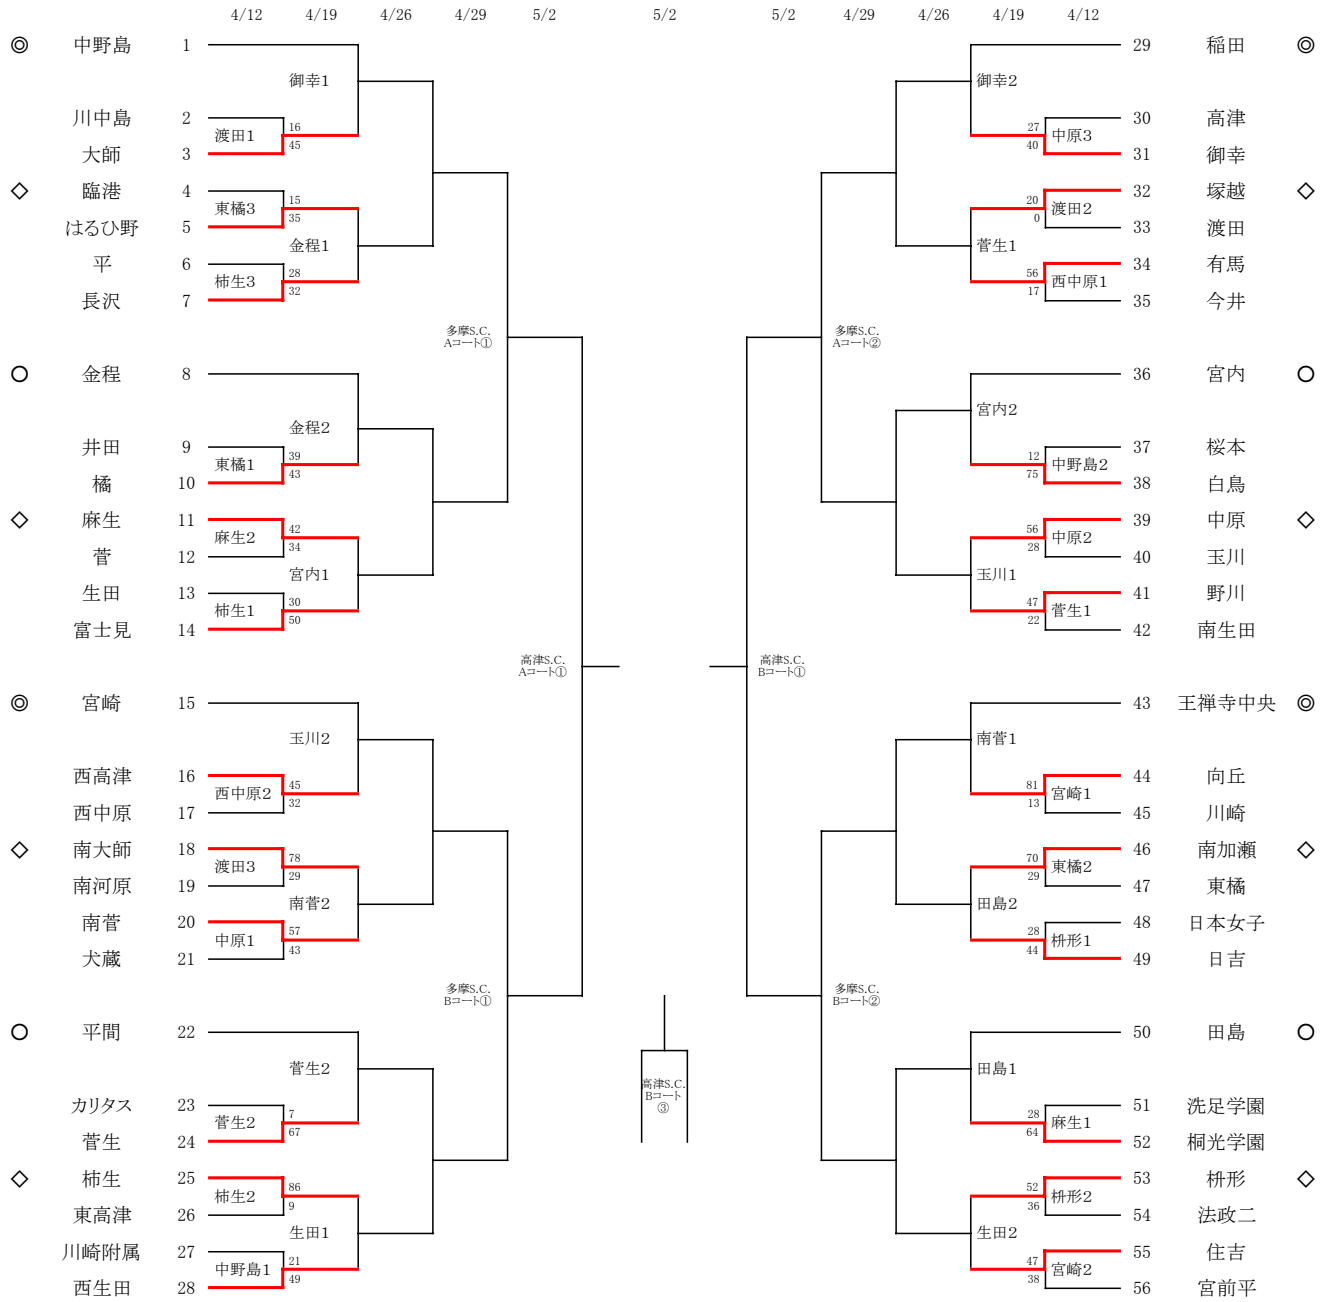 4/12 4/19 4/26 4/29 5/2 5/2 5/2 4/29 4/26 4/19 4/12
◎ 中野島 1
御幸1
川中島 2
渡田1 16 45
大師 3
◇ 臨港 4
東橘3 15 35
はるひ野 5
金程1
平 6
柿生3 28 32
長沢 7
多摩S.C.
Aコート①
○ 金程 8
金程2
井田 9
東橘1 39 43
橘 10
◇ 麻生 11
麻生2 42 34
菅 12
宮内1
生田 13
柿生1 30 50
富士見 14
高津S.C.
Aコート①
◎ 宮崎 15
玉川2
西高津 16
西中原2 45 32
西中原 17
◇ 南大師 18
渡田3 78 29
南河原 19
南菅2
南菅 20
中原1 57 43
犬蔵 21
多摩S.C.
Bコート①
○ 平間 22
菅生2
カリタス 23
菅生2 7 67
菅生 24
◇ 柿生 25
柿生2 86 9
東高津 26
生田1
川崎附属 27
中野島1 21 49
西生田 28
高津S.C.
Bコート
③
29 稲田 ◎
御幸2
30 高津
27 40 中原3
31 御幸
32 塚越 ◇
20 0 渡田2
33 渡田
菅生1
34 有馬
56 17 西中原1
35 今井
多摩S.C.
Aコート②
36 宮内 ○
宮内2
37 桜本
12 75 中野島2
38 白鳥
39 中原 ◇
56 28 中原2
40 玉川
玉川1
41 野川
47 22 菅生1
42 南生田
高津S.C.
Bコート①
43 王禅寺中央 ◎
南菅1
44 向丘
81 13 宮崎1
45 川崎
46 南加瀬 ◇
70 29 東橘2
47 東橘
田島2
48 日本女子
28 44 枡形1
49 日吉
多摩S.C.
Bコート②
50 田島 ○
田島1
51 洗足学園
28 64 麻生1
52 桐光学園
53 枡形 ◇
52 36 枡形2
54 法政二
生田2
55 住吉
47 38 宮崎2
56 宮前平